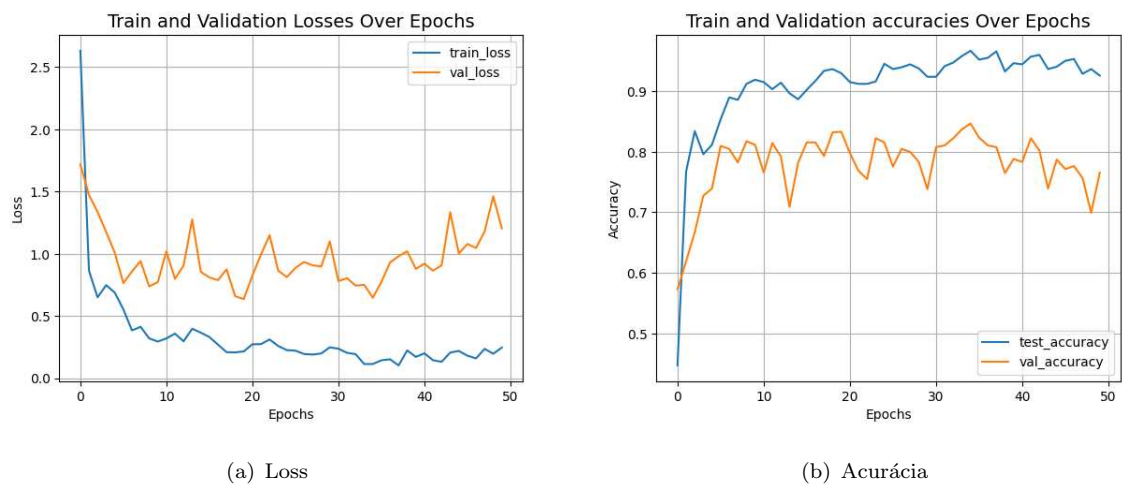 Train and Validation Losses Over Epochs
train_loss
val_loss
2.5
2.0
1.5
1.0
0.5
0.0
Loss
0 10 20 30 40 50
Epochs
(a) Loss
Train and Validation accuracies Over Epochs
0.9
0.8
0.7
0.6
0.5
Accuracy
test_accuracy
val_accuracy
0 10 20 30 40 50
Epochs
(b) Acurácia